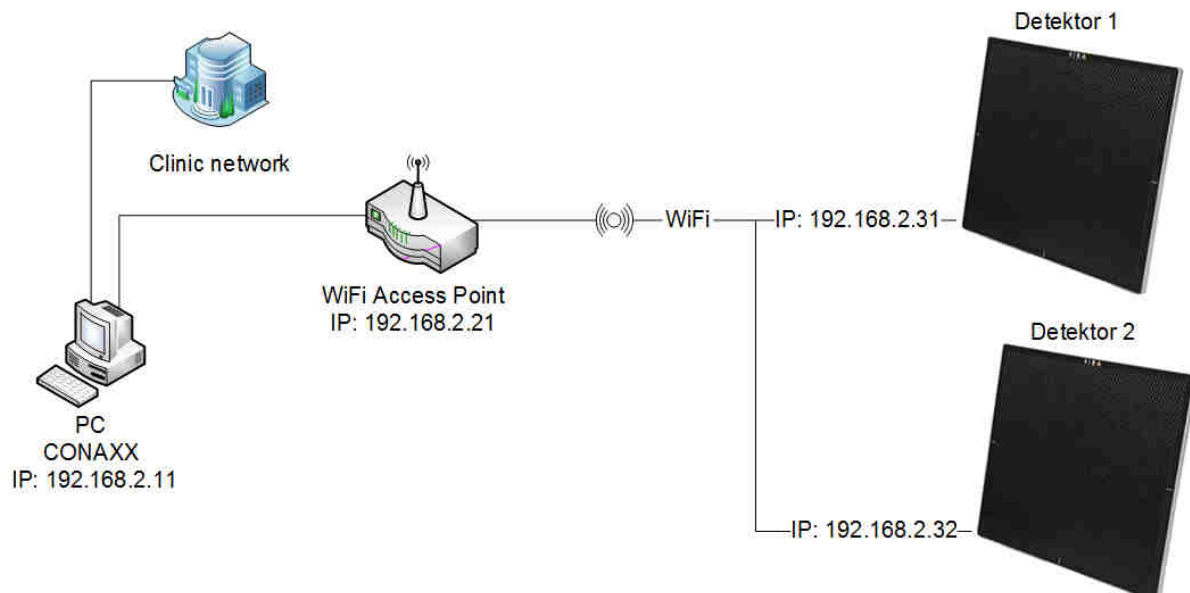 Detektor 1
Clinic network
WiFi
IP: 192.168.2.31
WiFi Access Point
IP: 192.168.2.21
Detektor 2
PC
CONAXX
IP: 192.168.2.11
IP: 192.168.2.32